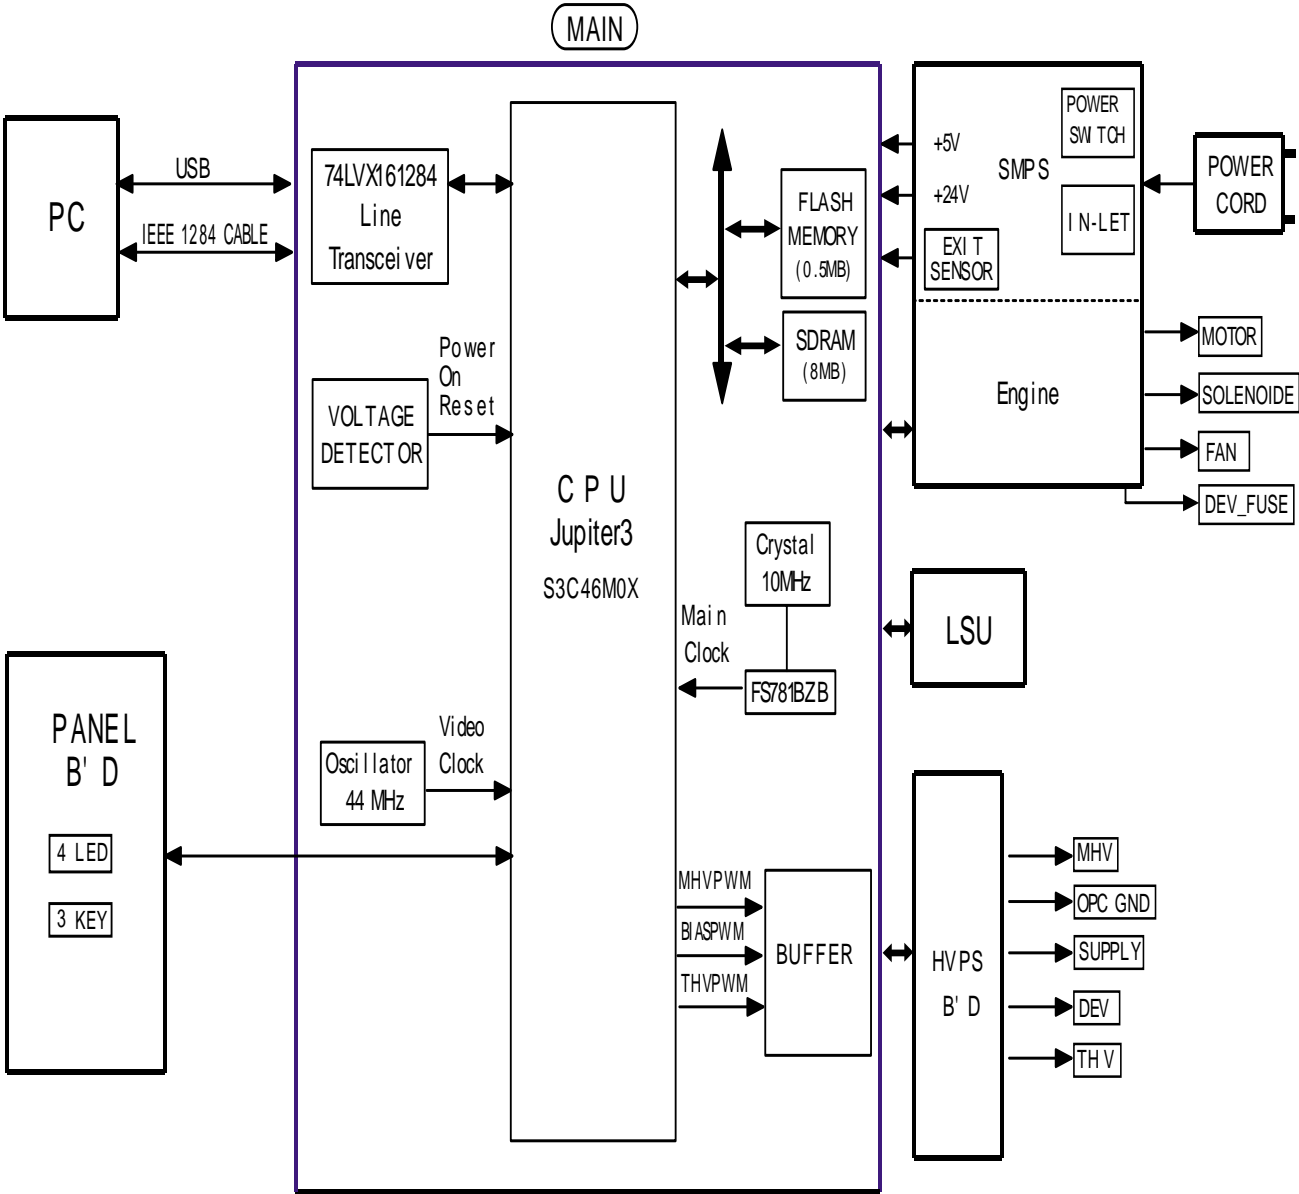 MAIN
PC
USB
IEEE 1284 CABLE
74LVX161284
Line
Transceiver
Power
On
Reset
VOLTAGE
DETECTOR
CPU
Jupiter3
S3C46M0X
FLASH
MEMORY
(0.5MB)
SDRAM
(8MB)
Crystal
10MHz
Main
Clock
FS781BZB
Oscillator
44 MHz
Video
Clock
PANEL
B'D
4 LED
3 KEY
MHVPWM
BIASPWM
THVPWM
BUFFER
+5V
+24V
EXIT
SENSOR
SMPS
POWER
SWITCH
IN-LET
POWER
CORD
Engine
MOTOR
SOLENOIDE
FAN
DEV_FUSE
LSU
HVPS
B'D
MHV
OPC GND
SUPPLY
DEV
THV